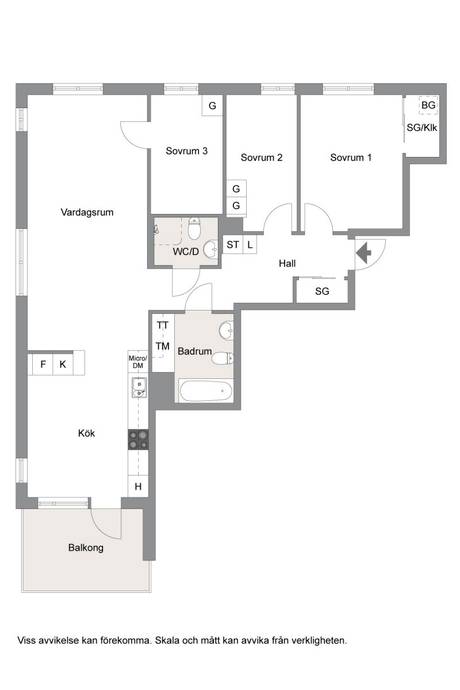 BG
G
SG/Klk
Sovrum 3
Sovrum 2
Sovrum 1
G
G
Vardagsrum
WC/D
ST
L
Hall
SG
TT
TM
Badrum
Micro/
DM
F
K
Kök
H
Balkong
Viss avvikelse kan förekomma. Skala och mått kan avvika från verkligheten.